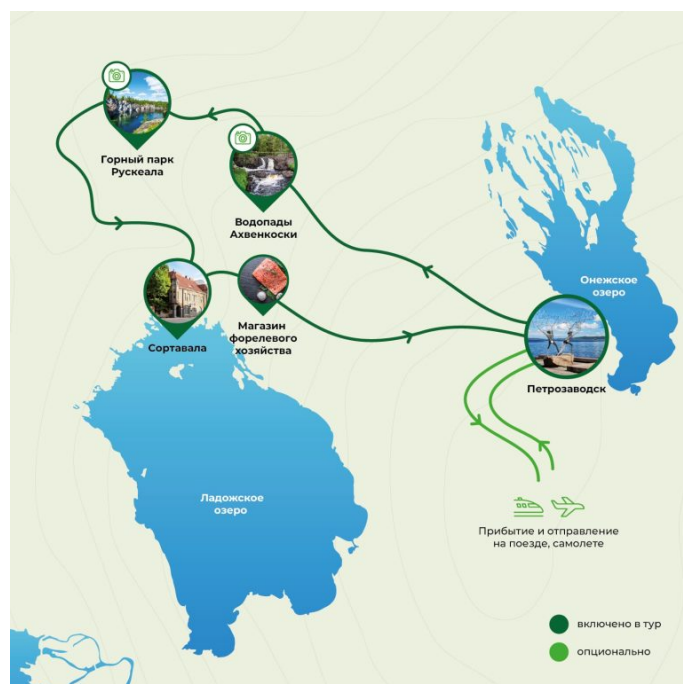 Горный парк
Рускеала
Водопады
Ахвенкоски
Онежское
озеро
Сортавала
Магазин
форелевого
хозяйства
Петрозаводск
Ладожское
озеро
Прибытие и отправление
на поезде, самолете
включено в тур
опционально